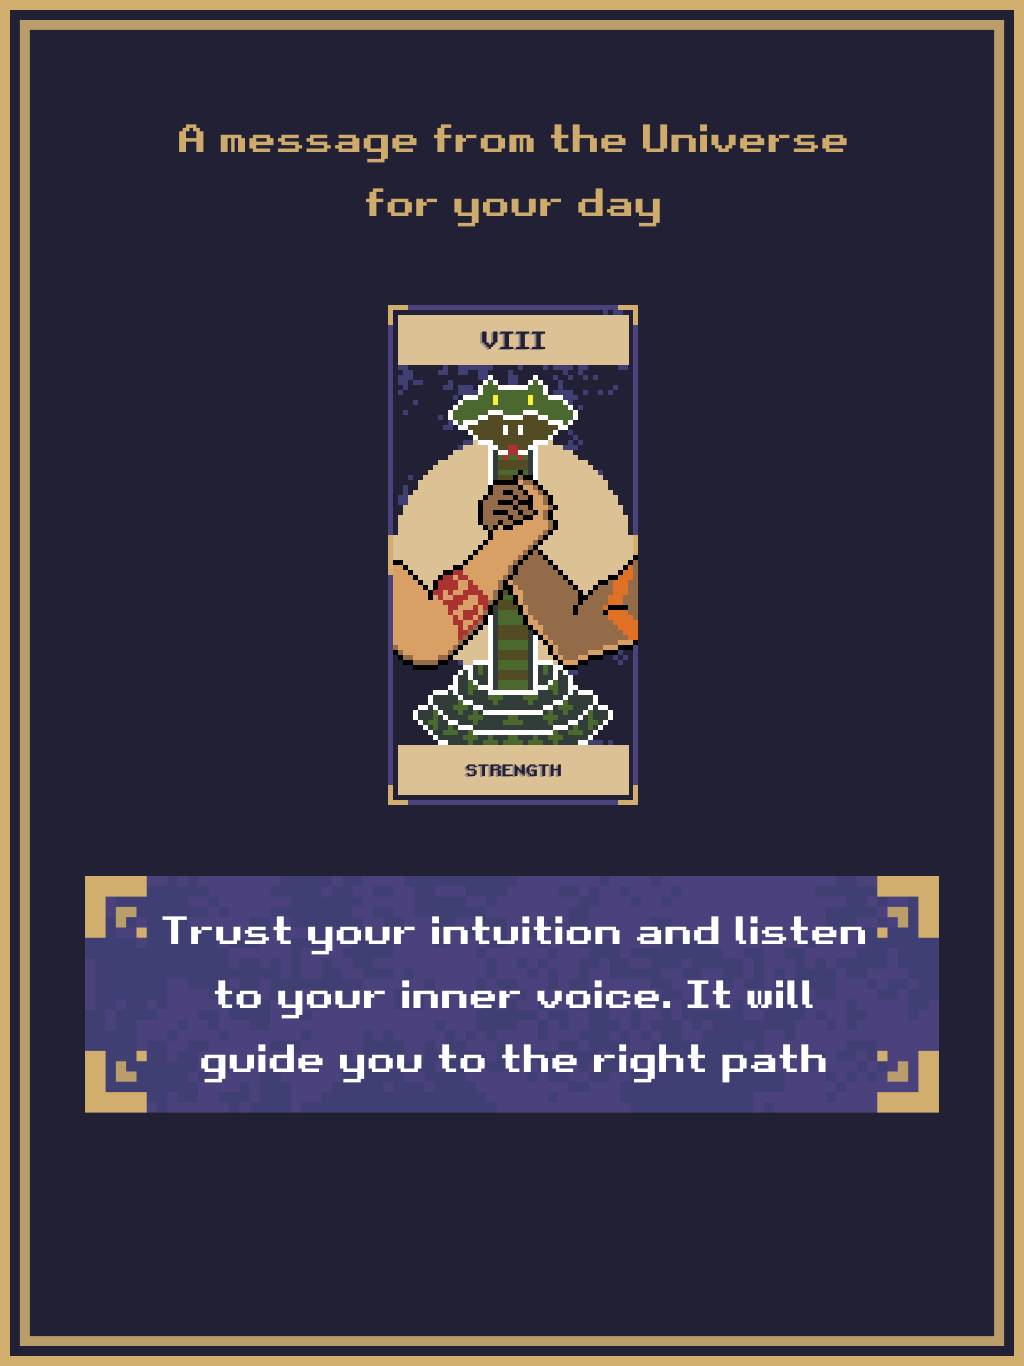 A message from the Universe
for your day
VIII
STRENGTH
Trust your intuition and listen
to your inner voice. It will
guide you to the right path